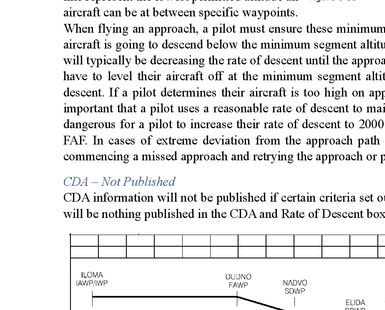 aircraft can be at between specific waypoints.
When flying an approach, a pilot must ensure these minimum
aircraft is going to descend below the minimum segment altitu
will typically be decreasing the rate of descent until the approa
have to level their aircraft off at the minimum segment altit
descent. If a pilot determines their aircraft is too high on app
important that a pilot uses a reasonable rate of descent to mai
dangerous for a pilot to increase their rate of descent to 2000
FAF. In cases of extreme deviation from the approach path
commencing a missed approach and retrying the approach or p
CDA – Not Published
CDA information will not be published if certain criteria set ou
will be nothing published in the CDA and Rate of Descent box
ILOMA
IAWP/IWP
DUDNO
FAWP
NADVO
SDWP
ELIDA